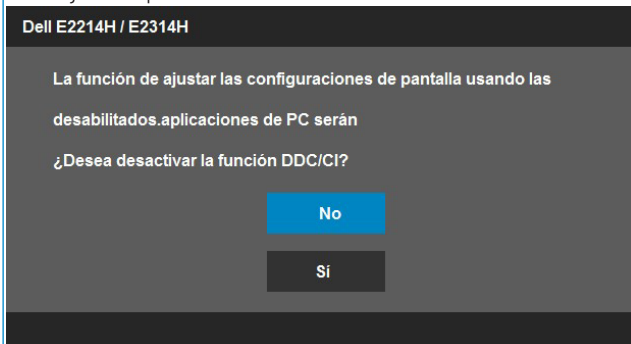 Dell E2214H / E2314H
La función de ajustar las configuraciones de pantalla usando las
desabilitados.aplicaciones de PC serán
¿Desea desactivar la función DDC/CI?
No
Sí